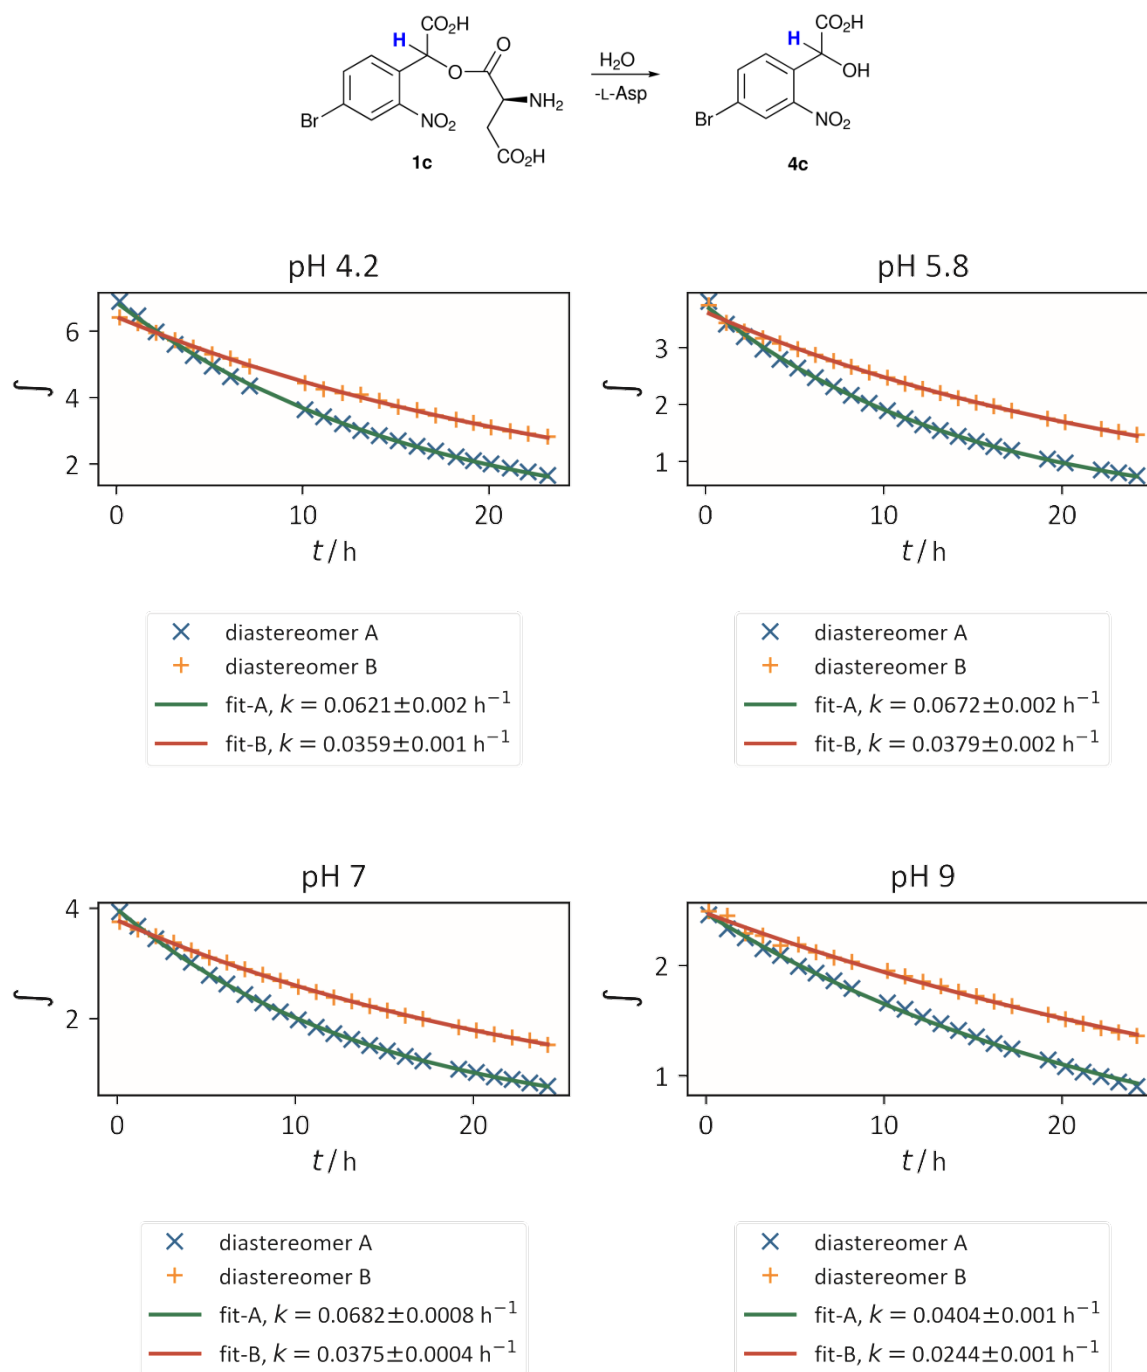 CO₂H
H
O
O
NH₂
NO₂
Br
CO₂H
1c
H₂O
-L-Asp
CO₂H
H
OH
NO₂
Br
4c
pH 4.2
∫
6
4
2
0 10 20
t / h
diastereomer A
diastereomer B
fit-A, k = 0.0621±0.002 h⁻¹
fit-B, k = 0.0359±0.001 h⁻¹
pH 5.8
∫
3
2
1
0 10 20
t / h
diastereomer A
diastereomer B
fit-A, k = 0.0672±0.002 h⁻¹
fit-B, k = 0.0379±0.002 h⁻¹
pH 7
∫
4
2
0 10 20
t / h
diastereomer A
diastereomer B
fit-A, k = 0.0682±0.0008 h⁻¹
fit-B, k = 0.0375±0.0004 h⁻¹
pH 9
∫
2
1
0 10 20
t / h
diastereomer A
diastereomer B
fit-A, k = 0.0404±0.001 h⁻¹
fit-B, k = 0.0244±0.001 h⁻¹